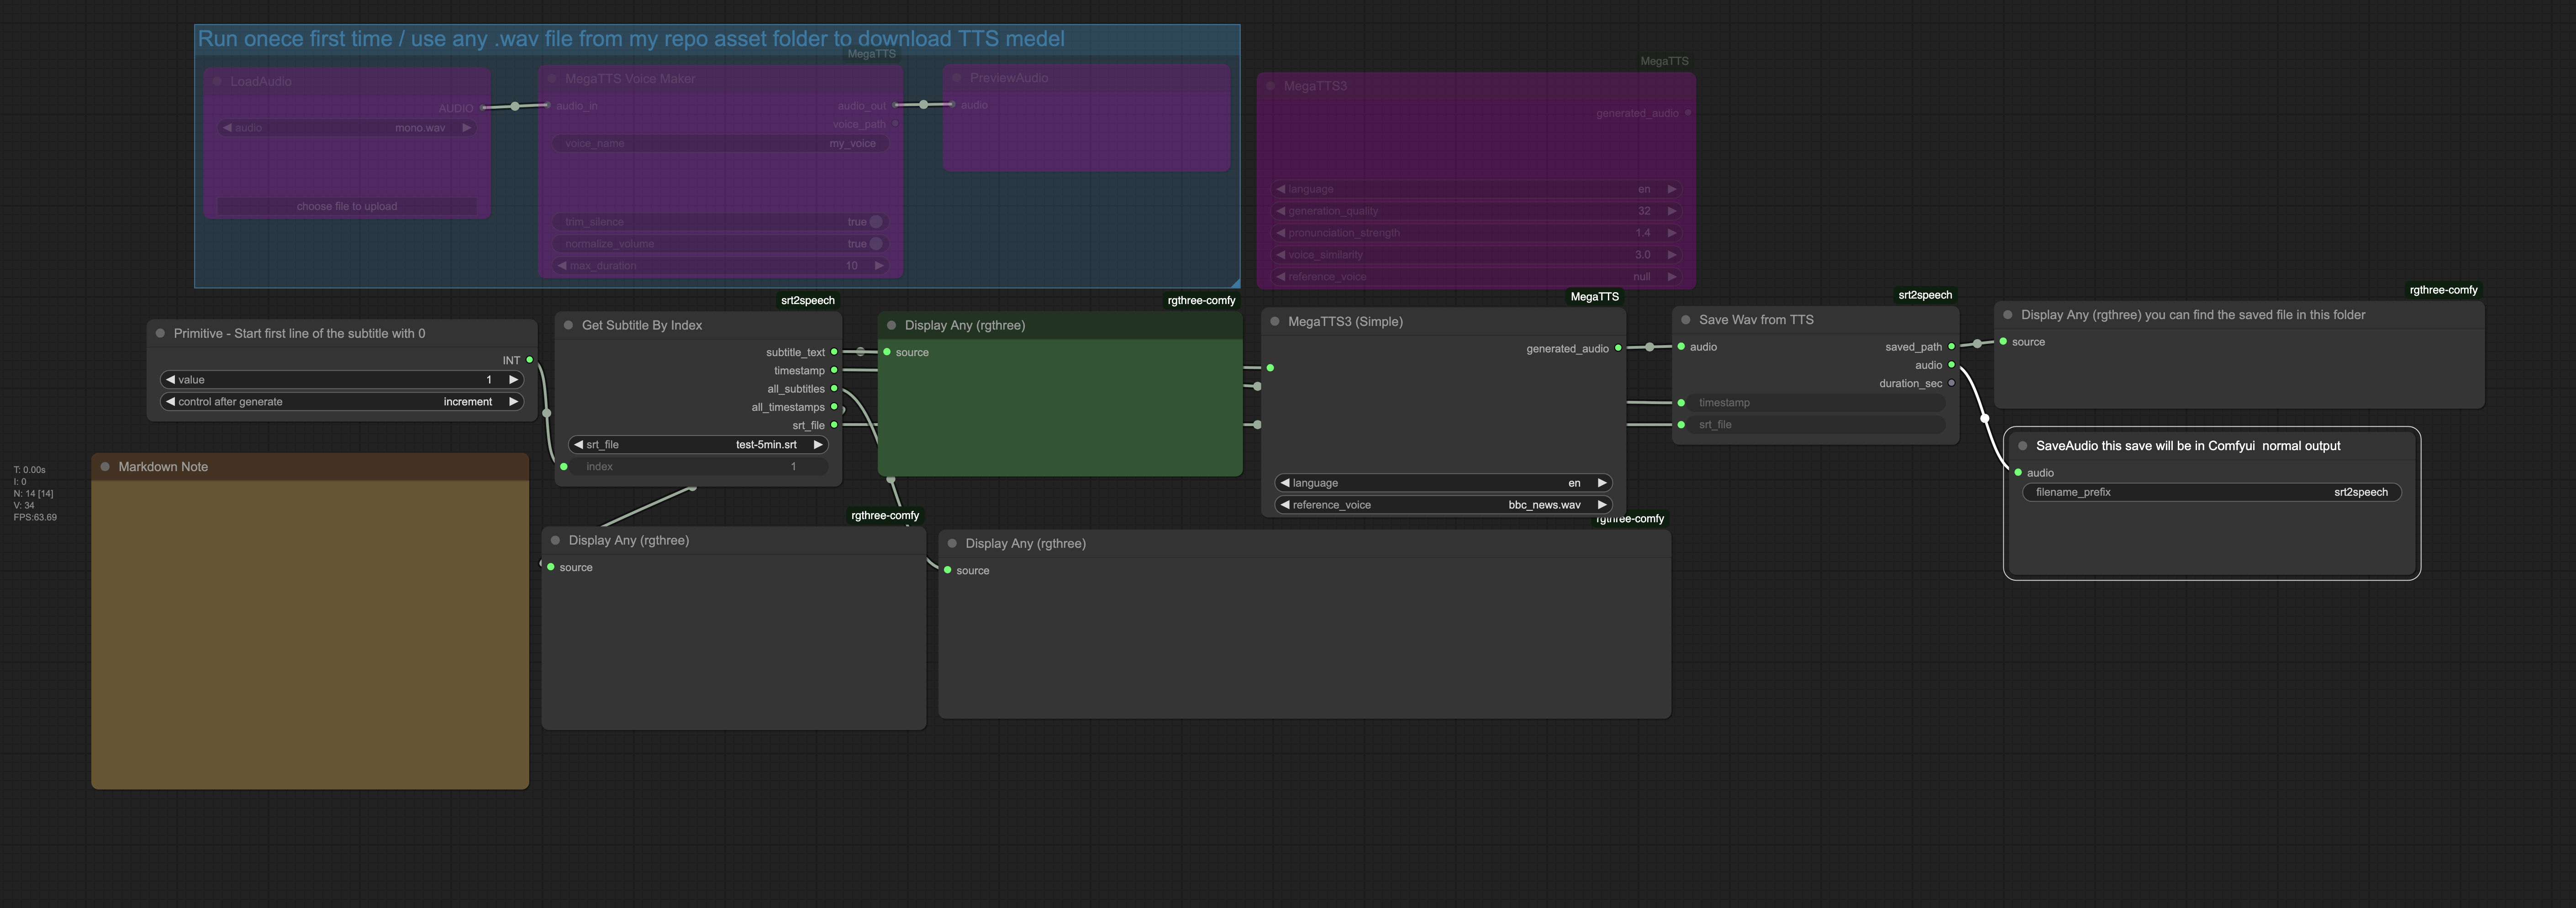 Run onece first time / use any .wav file from my repo asset folder to download TTS medel
MegaTTS
LoadAudio
AUDIO
audio mono.wav
choose file to upload
MegaTTS Voice Maker
audio_in audio_out
voice_path
voice_name my_voice
trim_silence true
normalize_volume true
max_duration 10
PreviewAudio
audio
MegaTTS
MegaTTS3
generated_audio
language en
generation_quality 32
pronunciation_strength 1.4
voice_similarity 3.0
reference_voice null
Primitive - Start first line of the subtitle with 0
INT
value 1
control after generate increment
srt2speech
Get Subtitle By Index
subtitle_text
timestamp
all_subtitles
all_timestamps
srt_file
srt_file test-5min.srt
index 1
rgthree-comfy
Display Any (rgthree)
source
MegaTTS
MegaTTS3 (Simple)
generated_audio
language en
reference_voice bbc_news.wav
srt2speech
Save Wav from TTS
audio saved_path
audio
duration_sec
timestamp
srt_file
rgthree-comfy
Display Any (rgthree) you can find the saved file in this folder
source
SaveAudio this save will be in Comfyui normal output
audio
filename_prefix srt2speech
Markdown Note
T: 0.00s
I: 0
N: 14 [14]
V: 34
FPS:63.69
rgthree-comfy
Display Any (rgthree)
source
rgthree-comfy
Display Any (rgthree)
source